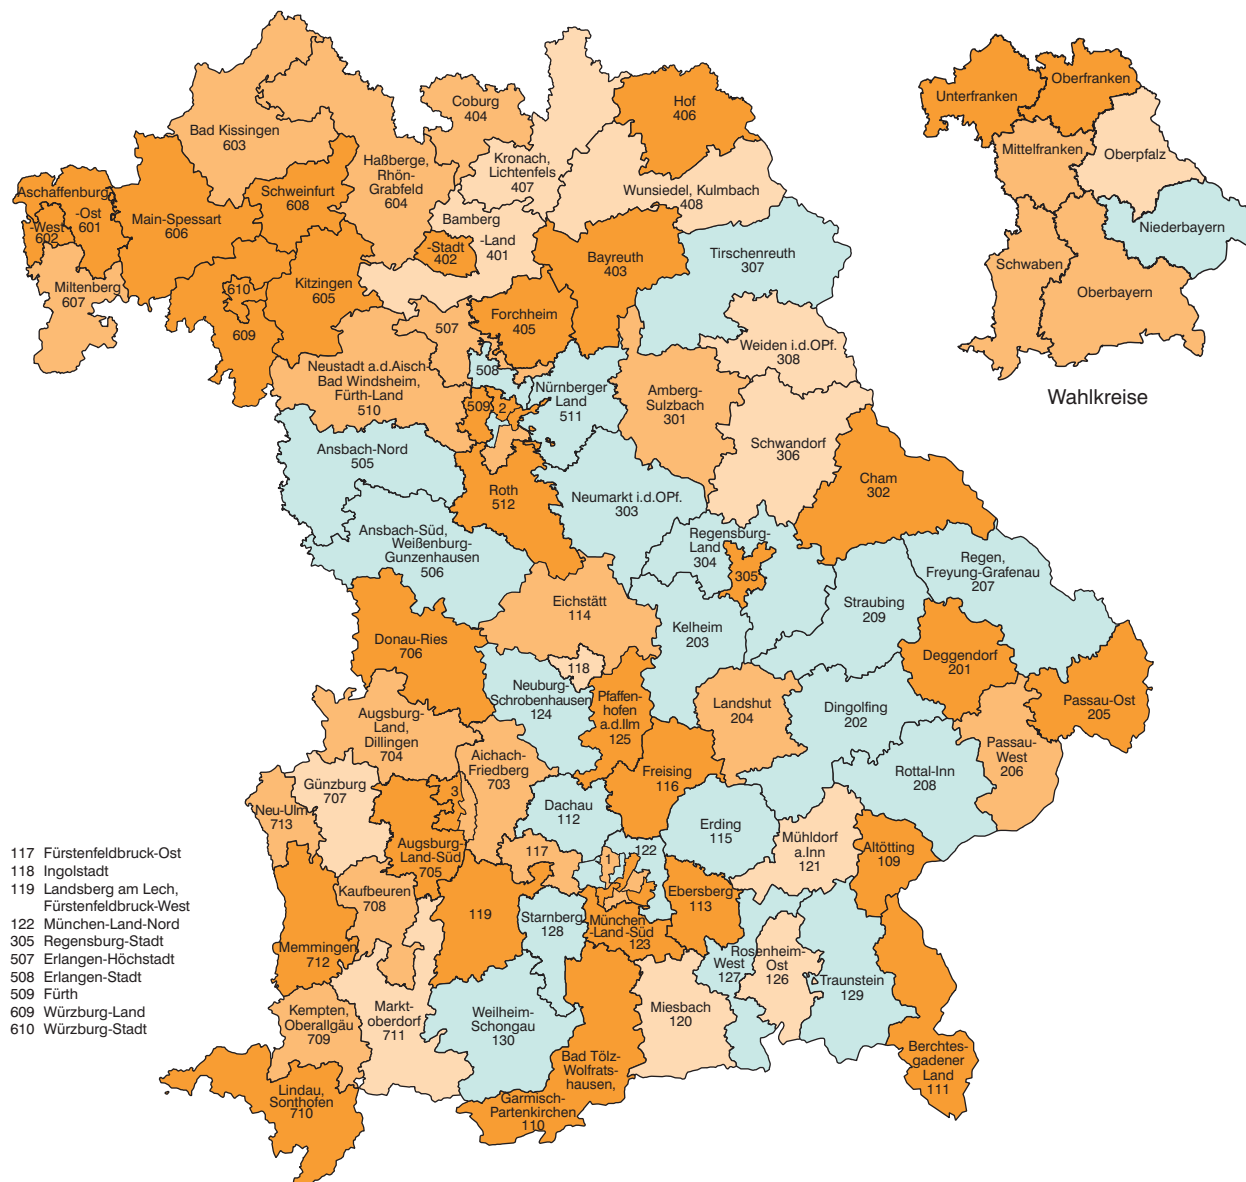 Coburg
404
Hof
406
Bad Kissingen
603
Haßberge,
Rhön-
Grabfeld
604
Kronach,
Lichtenfels
407
Wunsiedel, Kulmbach
408
Aschaffenburg
-West
602
-Ost
601
Main-Spessart
606
Schweinfurt
608
Bamberg
-Land
401
-Stadt
402
Bayreuth
403
Tirschenreuth
307
Miltenberg
607
610
609
Kitzingen
605
Forchheim
405
507
Neustadt a.d.Aisch
Bad Windsheim,
Fürth-Land
510
508
509
2
Nürnberger
Land
511
Amberg-
Sulzbach
301
Weiden i.d.OPf.
308
Schwandorf
306
Ansbach-Nord
505
Roth
512
Neumarkt i.d.OPf.
303
Cham
302
Ansbach-Süd,
Weißenburg-
Gunzenhausen
506
Regensburg-
Land
304
305
Regen,
Freyung-Grafenau
207
Eichstätt
114
Kelheim
203
Straubing
209
Donau-Ries
706
118
Deggendorf
201
Neuburg-
Schrobenhausen
124
Pfaffen-
hofen
a.d.Ilm
125
Landshut
204
Dingolfing
202
Passau-Ost
205
Augsburg-
Land,
Dillingen
704
Aichach-
Friedberg
703
Freising
116
Passau-
West
206
Rottal-Inn
208
Günzburg
707
3
Neu-Ulm
713
Dachau
112
Erding
115
Mühldorf
a.Inn
121
Altötting
109
Augsburg-
Land-Süd
705
117
1
122
Kaufbeuren
708
119
Starnberg
128
München
-Land-Süd
123
Ebersberg
113
Memmingen
712
Rosenheim-
West
127
Ost
126
Traunstein
129
Kempten,
Oberallgäu
709
Markt-
oberdorf
711
Weilheim-
Schongau
130
Miesbach
120
Bad Tölz-
Wolfrats-
hausen,
Garmisch-
Partenkirchen
110
Berchtes-
gadener
Land
111
Lindau,
Sonthofen
710
Unterfranken
Oberfranken
Mittelfranken
Oberpfalz
Niederbayern
Schwaben
Oberbayern
Wahlkreise
117 Fürstenfeldbruck-Ost
118 Ingolstadt
119 Landsberg am Lech,
Fürstenfeldbruck-West
122 München-Land-Nord
305 Regensburg-Stadt
507 Erlangen-Höchstadt
508 Erlangen-Stadt
509 Fürth
609 Würzburg-Land
610 Würzburg-Stadt